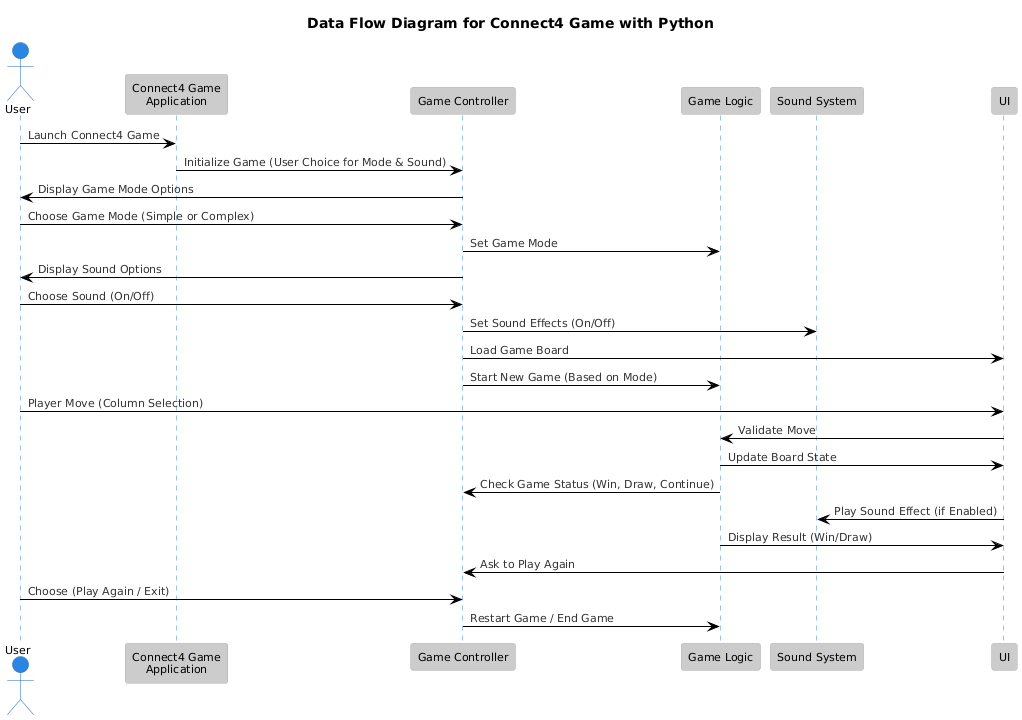 Data Flow Diagram for Connect4 Game with Python
User
Connect4 Game
Application
Game Controller
Game Logic
Sound System
UI
Launch Connect4 Game
Initialize Game (User Choice for Mode & Sound)
Display Game Mode Options
Choose Game Mode (Simple or Complex)
Set Game Mode
Display Sound Options
Choose Sound (On/Off)
Set Sound Effects (On/Off)
Load Game Board
Start New Game (Based on Mode)
Player Move (Column Selection)
Validate Move
Update Board State
Check Game Status (Win, Draw, Continue)
Play Sound Effect (if Enabled)
Display Result (Win/Draw)
Ask to Play Again
Choose (Play Again / Exit)
Restart Game / End Game
User
Connect4 Game
Application
Game Controller
Game Logic
Sound System
UI